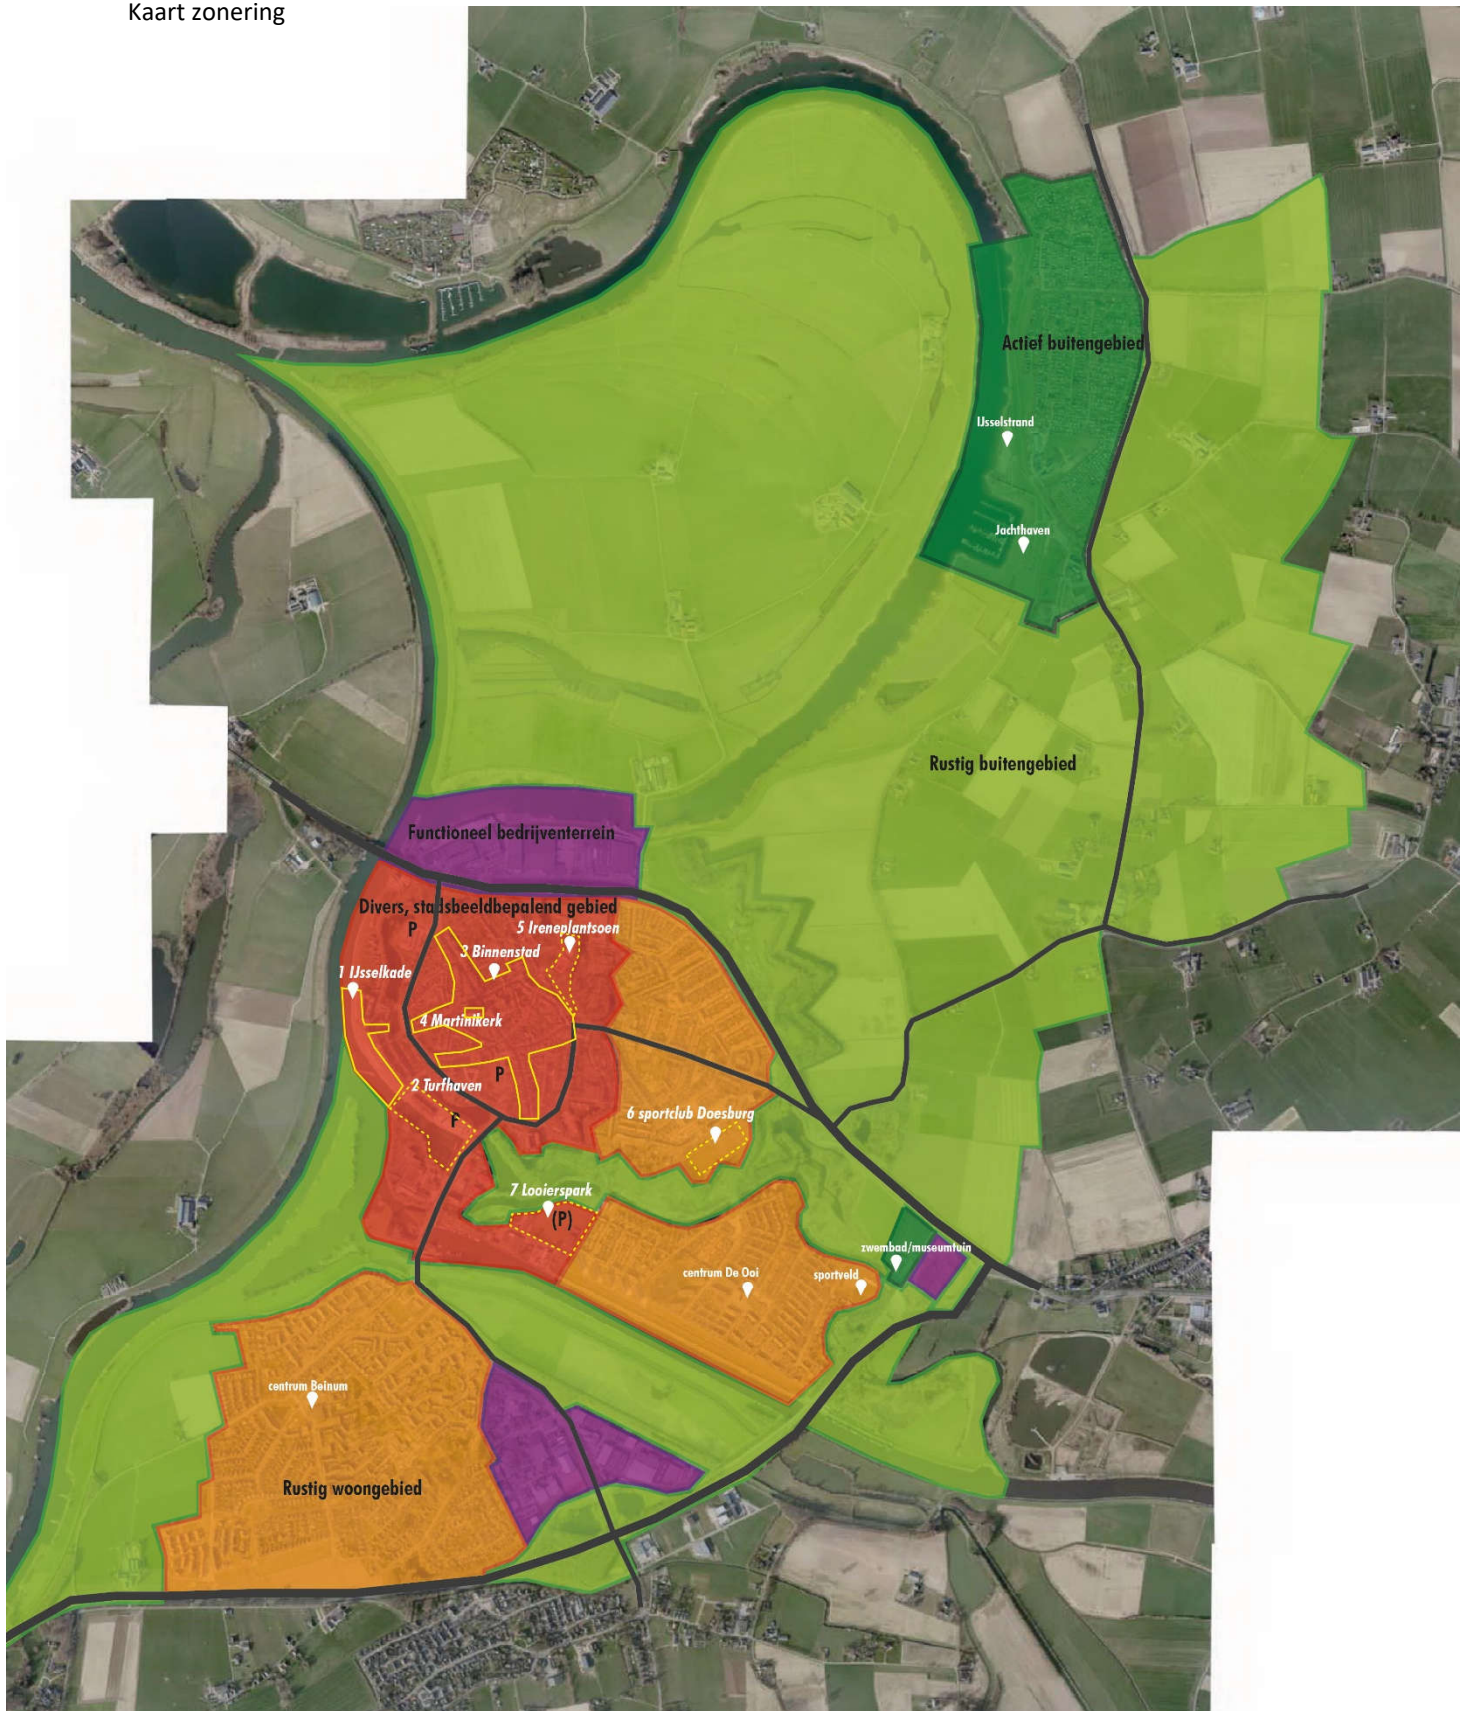 Kaart zonering
Actief buitengebied
IJsselstrand
Jachthaven
Rustig buitengebied
Functioneel bedrijventerrein
Divers, stadsbeeldbepalend gebied
P
5 Ireneplantsoen
3 Binnenstad
1 IJsselkade
4 Martinikerk
P
2 Turfhaven
P
6 sportclub Doesburg
7 Looierspark
(P)
zwembad/museumtuin
centrum De Ooi
sportveld
centrum Beinum
Rustig woongebied